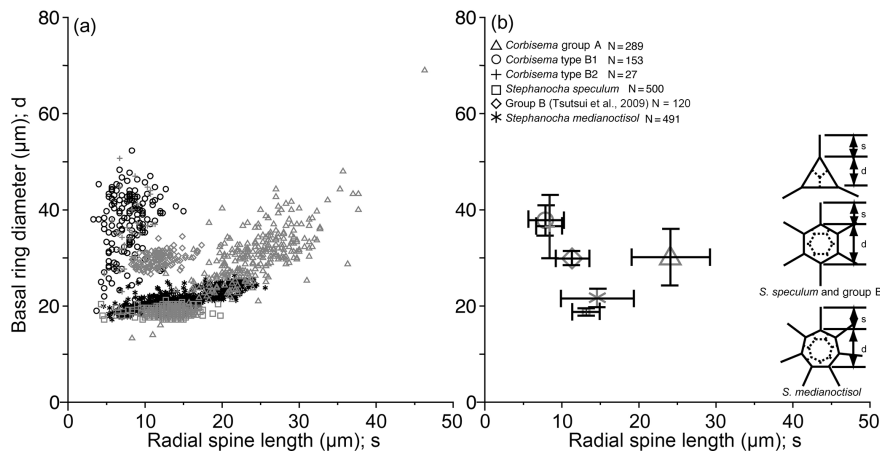 (a)
80
60
40
20
0
Basal ring diameter (µm); d
0 10 20 30 40 50
Radial spine length (µm); s
(b)
80
60
40
20
0
Corbisema group A N=289
Corbisema type B1 N=153
Corbisema type B2 N=27
Stephanocha speculum N=500
Group B (Tsutsui et al., 2009) N = 120
Stephanocha medianoctisol N=491
s
d
s
d
S. speculum and group B
s
d
S. medianoctisol
0 10 20 30 40 50
Radial spine length (µm); s